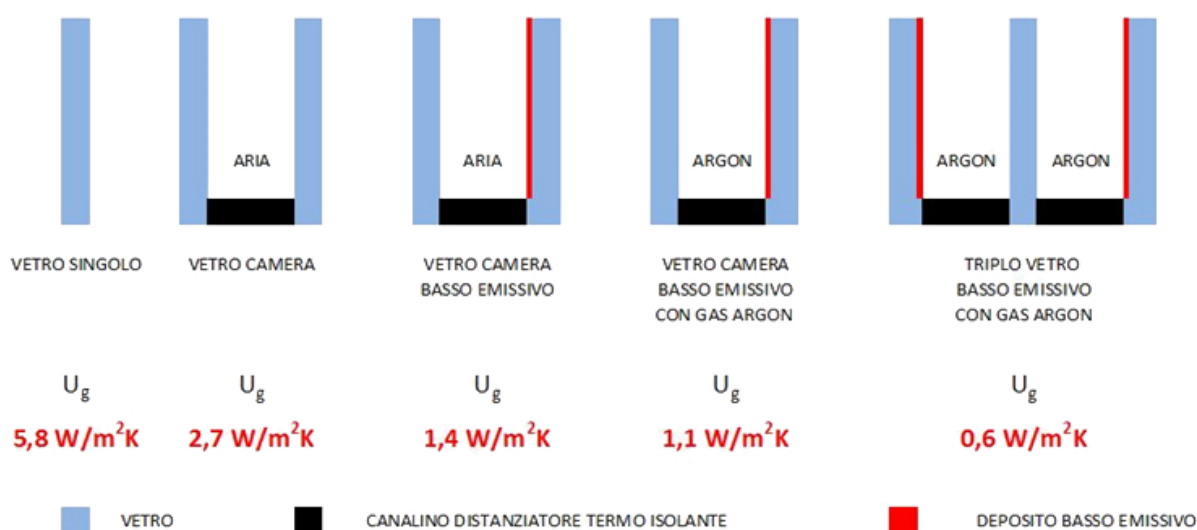 ARIA
ARIA
ARGON
ARGON
ARGON
VETRO SINGOLO
VETRO CAMERA
VETRO CAMERA
BASSO EMISSIVO
VETRO CAMERA
BASSO EMISSIVO
CON GAS ARGON
TRIPLO VETRO
BASSO EMISSIVO
CON GAS ARGON
Ug
Ug
Ug
Ug
Ug
5,8 W/m²K
2,7 W/m²K
1,4 W/m²K
1,1 W/m²K
0,6 W/m²K
VETRO
CANALINO DISTANZIATORE TERMO ISOLANTE
DEPOSITO BASSO EMISSIVO